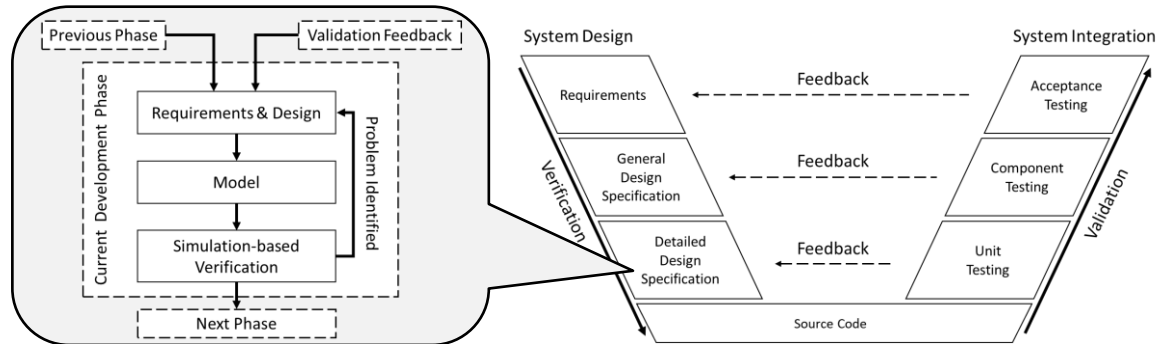 Previous Phase
Validation Feedback
Current Development Phase
Requirements & Design
Model
Simulation-based
Verification
Problem Identified
Next Phase
System Design
System Integration
Requirements
Feedback
Acceptance
Testing
General
Design
Specification
Feedback
Component
Testing
Detailed
Design
Specification
Feedback
Unit
Testing
Verification
Validation
Source Code